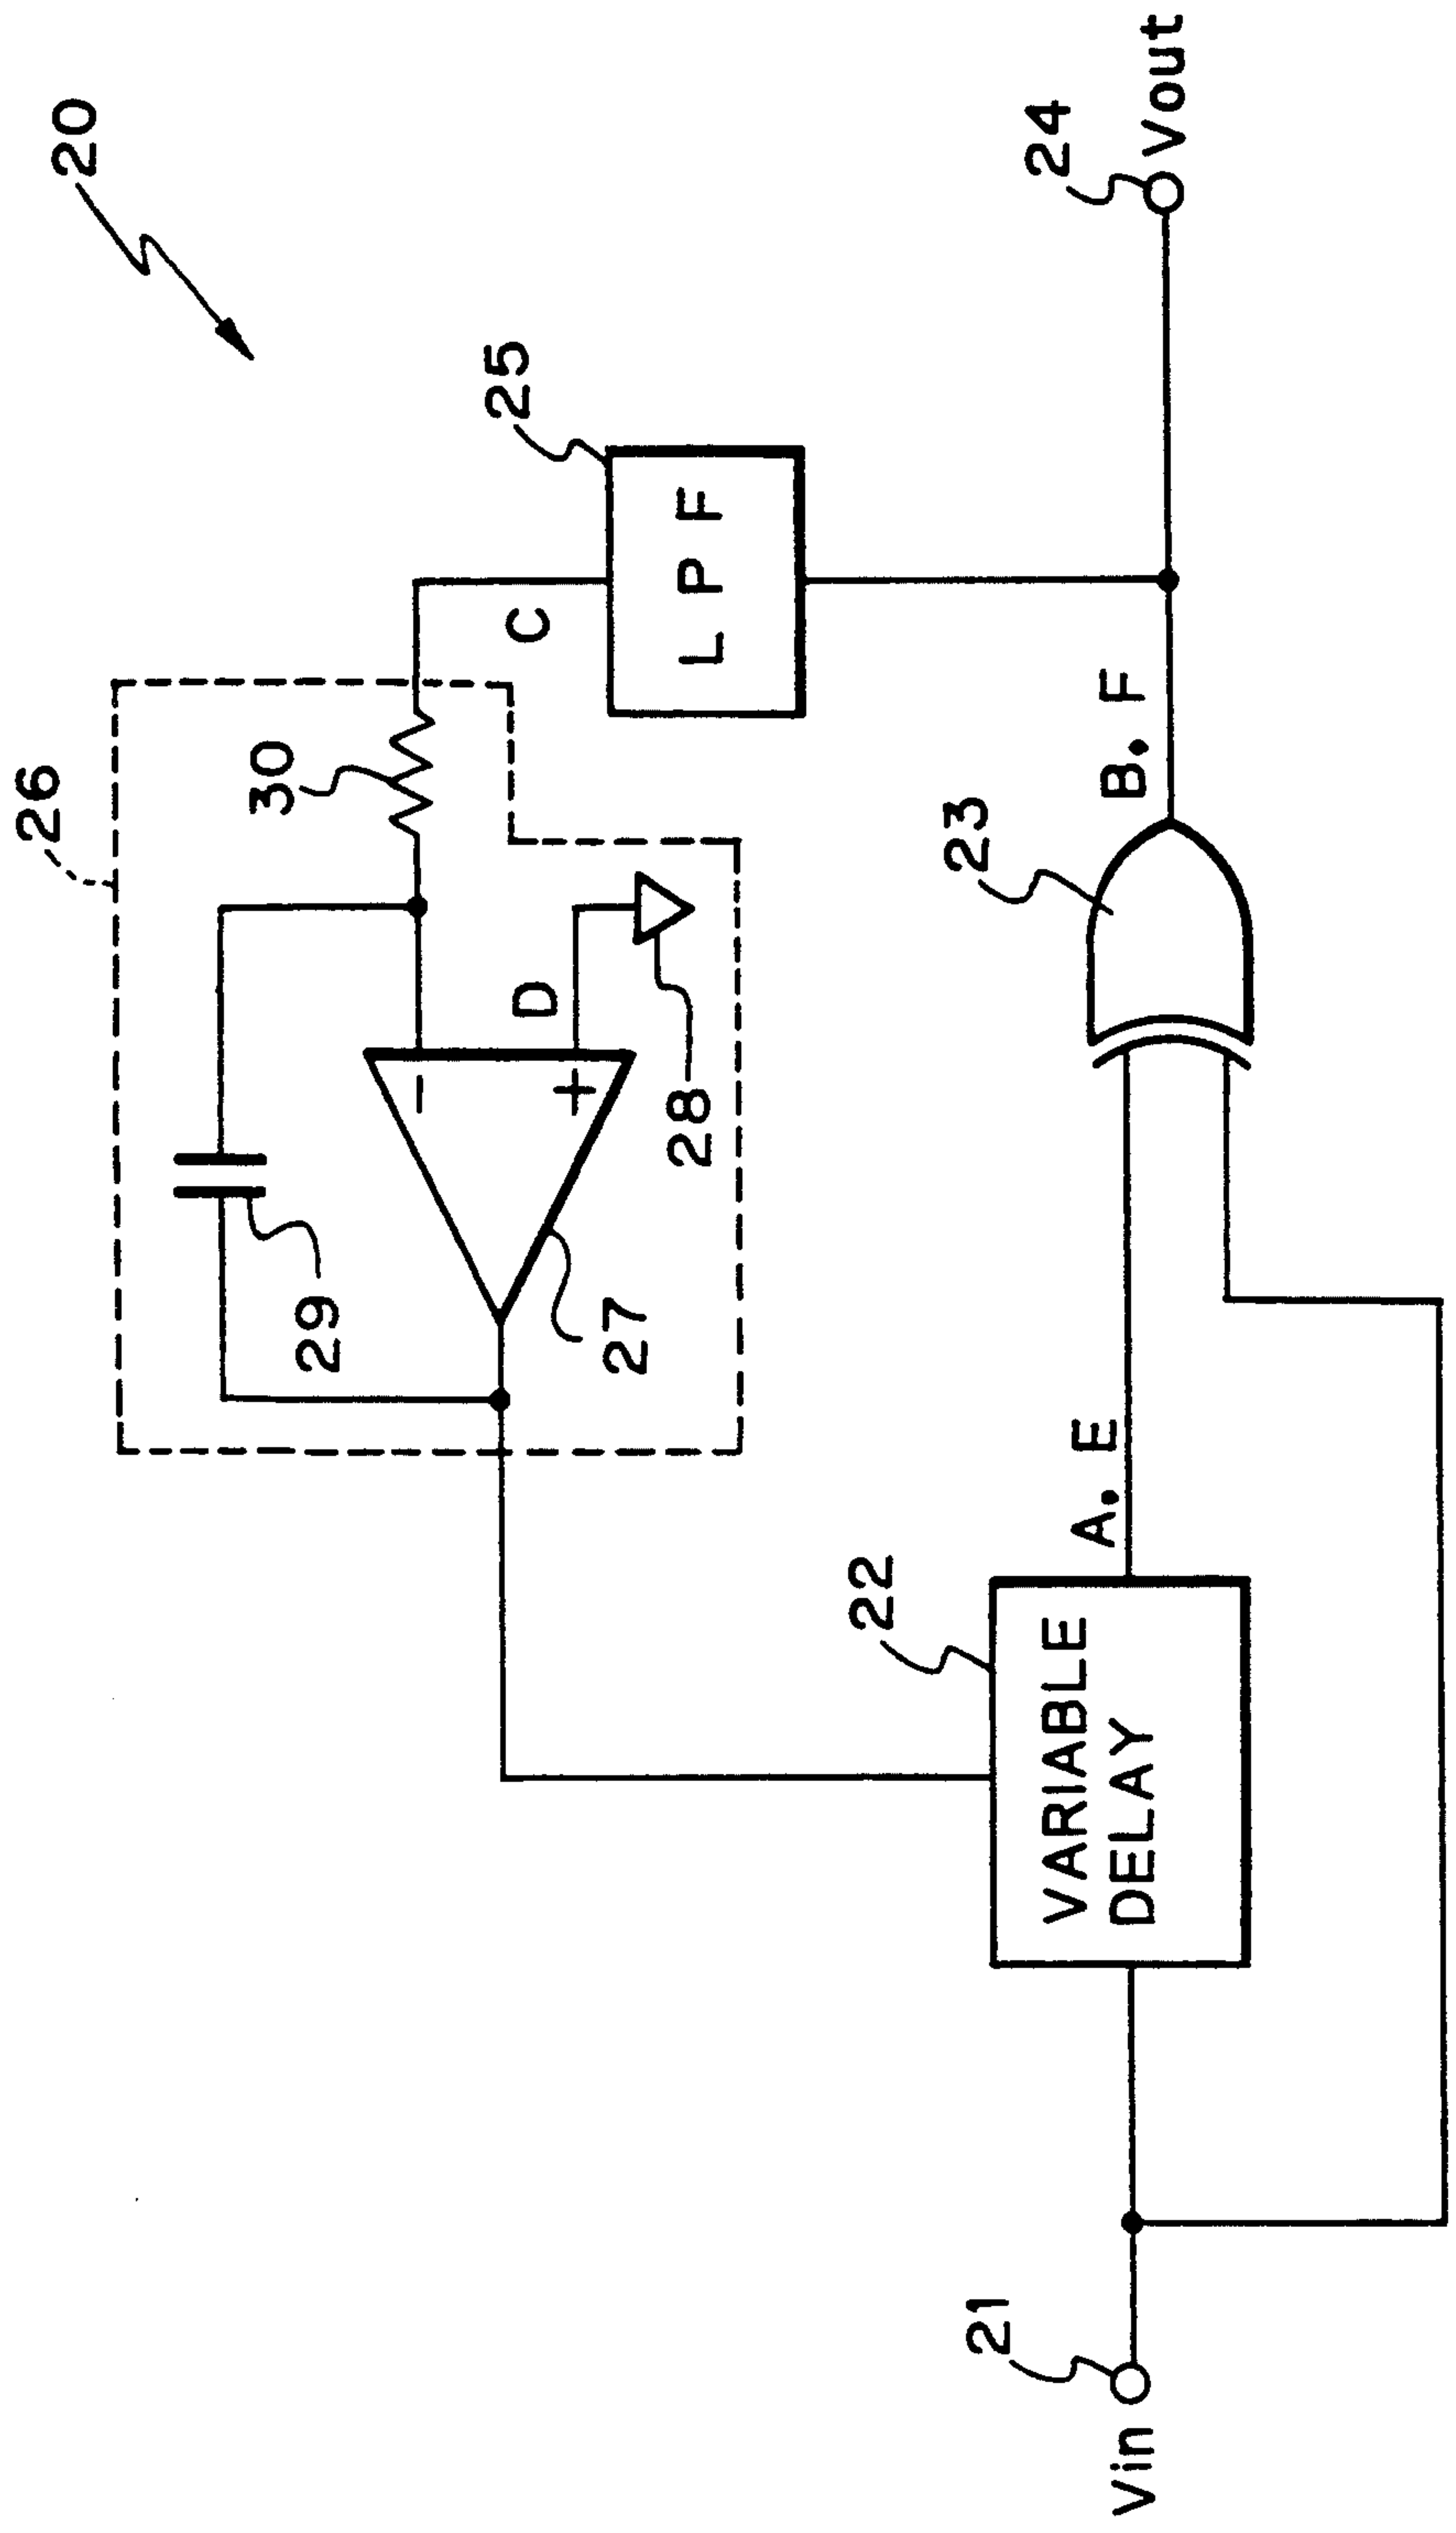 20
26
30
25
29
C
D
LPF
27
28
24
Vout
22
23
A. E
B. F
21
VARIABLE
DELAY
Vin